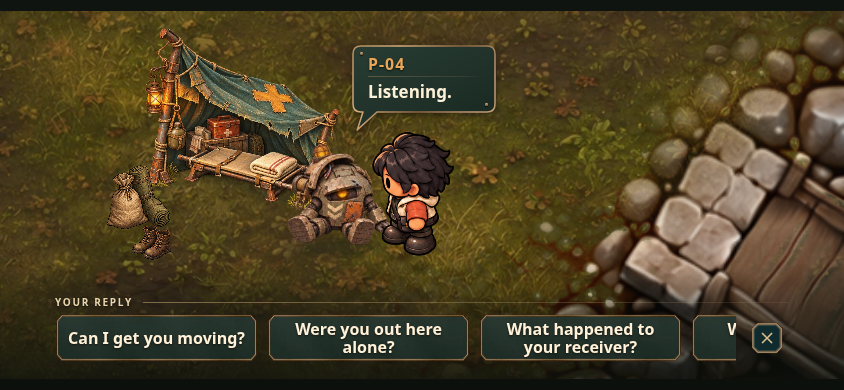 P-04
Listening.
YOUR REPLY
Can I get you moving?
Were you out here
alone?
What happened to
your receiver?